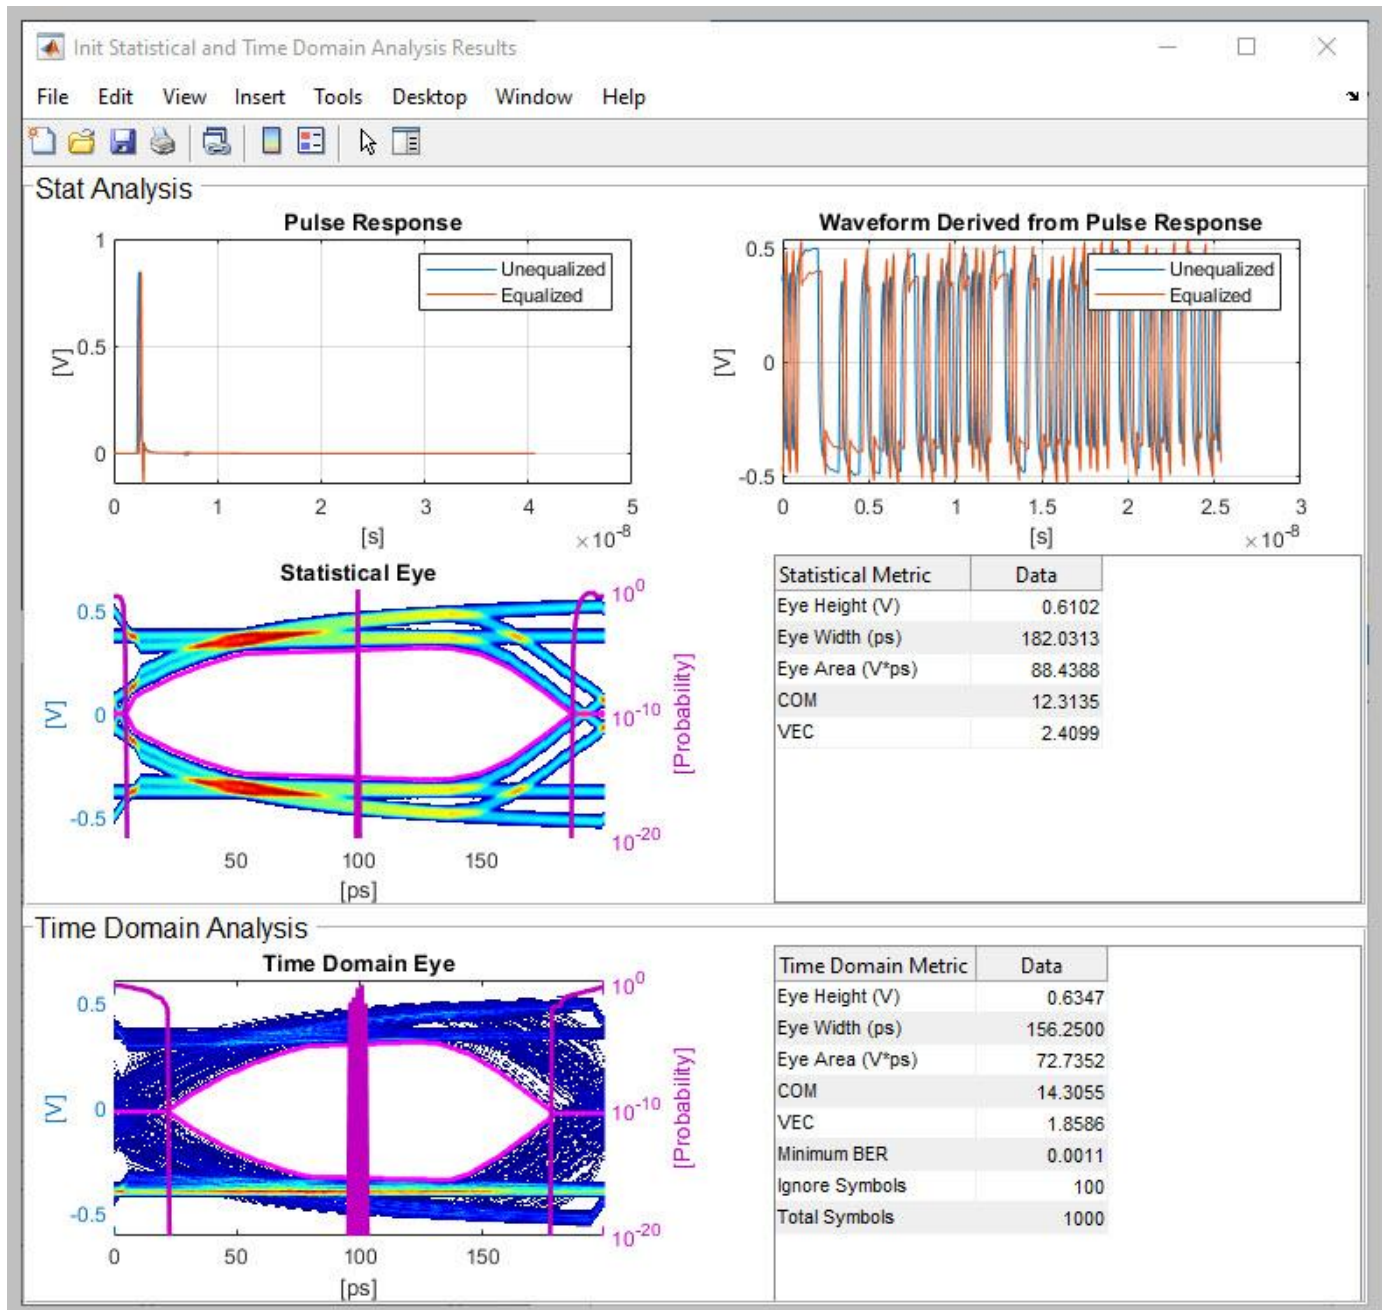 Init Statistical and Time Domain Analysis Results
File Edit View Insert Tools Desktop Window Help
Stat Analysis
Pulse Response
1
0.5
0
[V]
Unequalized
Equalized
0 1 2 3 4 5
[s]
×10-8
Waveform Derived from Pulse Response
0.5
0
-0.5
[V]
Unequalized
Equalized
0 0.5 1 1.5 2 2.5 3
[s]
×10-8
Statistical Eye
0.5
0
-0.5
[V]
100
10-10
10-20
[Probability]
50 100 150
[ps]
Statistical Metric Data
Eye Height (V) 0.6102
Eye Width (ps) 182.0313
Eye Area (V*ps) 88.4388
COM 12.3135
VEC 2.4099
Time Domain Analysis
Time Domain Eye
0.5
0
-0.5
[V]
100
10-10
10-20
[Probability]
0 50 100 150
[ps]
Time Domain Metric Data
Eye Height (V) 0.6347
Eye Width (ps) 156.2500
Eye Area (V*ps) 72.7352
COM 14.3055
VEC 1.8586
Minimum BER 0.0011
Ignore Symbols 100
Total Symbols 1000